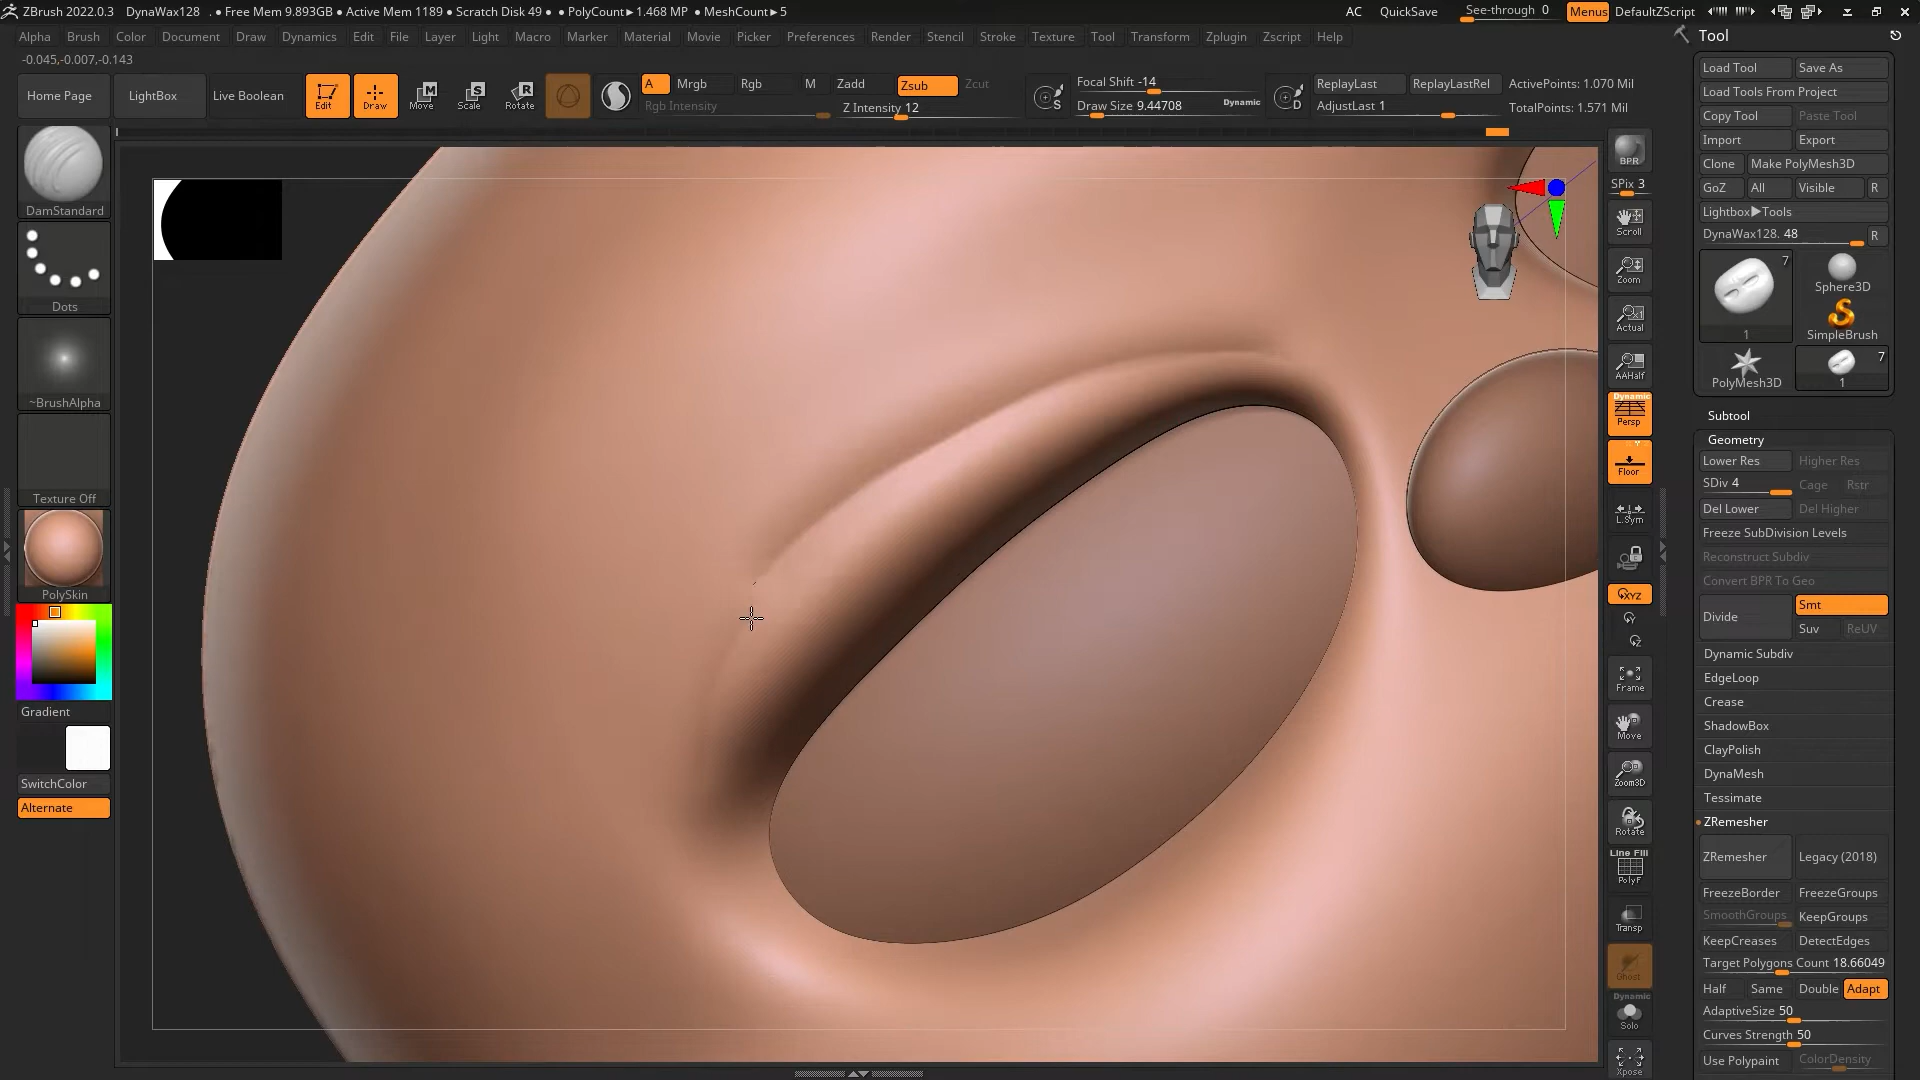 ZBrush 2022.0.3 DynaWax128 . • Free Mem 9.893GB • Active Mem 1189 • Scratch Disk 49 • • PolyCount► 1.468 MP • MeshCount► 5 AC QuickSave See-through 0 Menus DefaultZScript
Alpha Brush Color Document Draw Dynamics Edit File Layer Light Macro Marker Material Movie Picker Preferences Render Stencil Stroke Texture Tool Transform Zplugin Zscript Help
-0.045,-0.007,-0.143
Home Page LightBox Live Boolean Edit Draw Move Scale Rotate
A Mrgb Rgb M Zadd Zsub Zcut
Rgb Intensity Z Intensity 12
Focal Shift -14
Draw Size 9.44708 Dynamic
ReplayLast ReplayLastRel ActivePoints: 1.070 Mil
AdjustLast 1 TotalPoints: 1.571 Mil
DamStandard
Dots
~BrushAlpha
Texture Off
PolySkin
Gradient
SwitchColor
Alternate
BPR
SPix 3
Scroll
Zoom
Actual
AAHalf
Dynamic
Persp
Floor
L.Sym
XYZ
Y
Z
Frame
Move
Zoom3D
Rotate
Line Fill
PolyF
Transp
Ghost
Dynamic
Solo
Xpose
Tool
Load Tool Save As
Load Tools From Project
Copy Tool Paste Tool
Import Export
Clone Make PolyMesh3D
GoZ All Visible R
Lightbox►Tools
DynaWax128. 48 R
7
1
Sphere3D
SimpleBrush
PolyMesh3D
7
1
Subtool
Geometry
Lower Res Higher Res
SDiv 4 Cage Rstr
Del Lower Del Higher
Freeze SubDivision Levels
Reconstruct Subdiv
Convert BPR To Geo
Divide Smt
Suv ReUV
Dynamic Subdiv
EdgeLoop
Crease
ShadowBox
ClayPolish
DynaMesh
Tessimate
ZRemesher
ZRemesher Legacy (2018)
FreezeBorder FreezeGroups
SmoothGroups KeepGroups
KeepCreases DetectEdges
Target Polygons Count 18.66049
Half Same Double Adapt
AdaptiveSize 50
Curves Strength 50
Use Polypaint ColorDensity